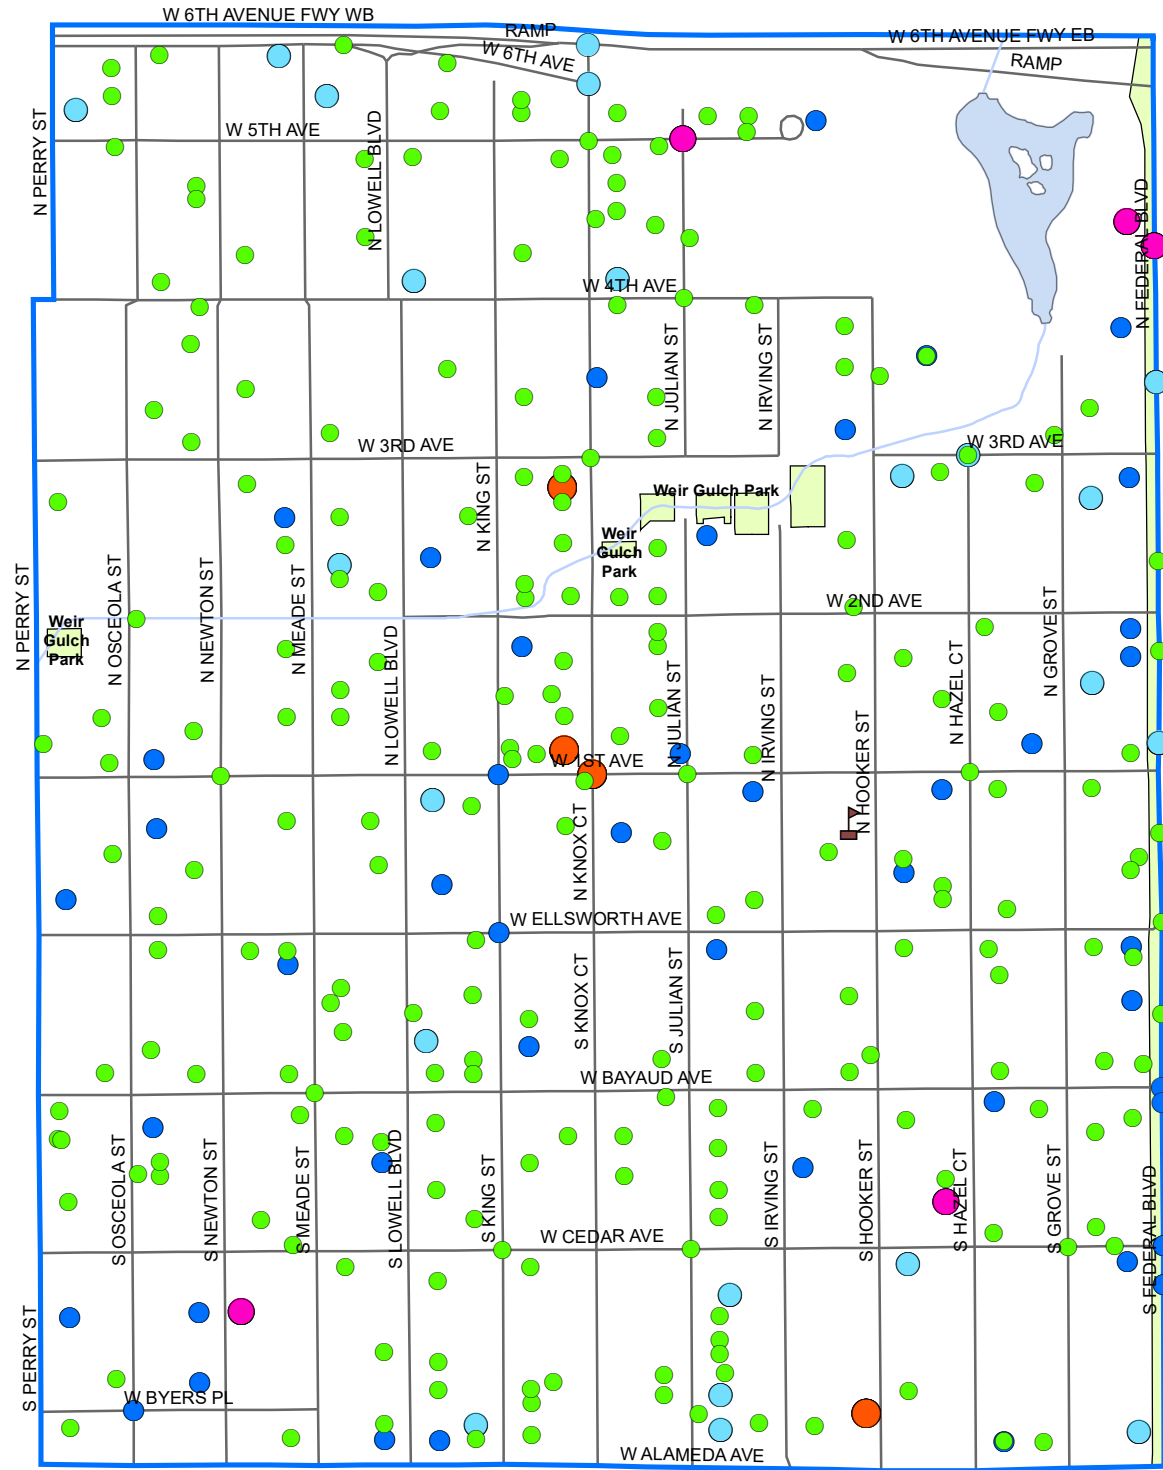 W 6TH AVENUE FWY WB
RAMP
W 6TH AVENUE FWY EB
W 6TH AVE
RAMP
W 5TH AVE
N PERRY ST
N LOWELL BLVD
N FEDERAL BLVD
W 4TH AVE
N JULIAN ST
N IRVING ST
W 3RD AVE
W 3RD AVE
N KING ST
Weir Gulch Park
Weir
Gulch
Park
N PERRY ST
N OSCEOLA ST
N NEWTON ST
N MEADE ST
W 2ND AVE
N GROVE ST
Weir
Gulch
Park
N LOWELL BLVD
N JULIAN ST
N IRVING ST
N HOOKER ST
N HAZEL CT
W 1ST AVE
N KNOX CT
W ELLSWORTH AVE
S KNOX CT
S JULIAN ST
W BAYAUD AVE
S OSCEOLA ST
S NEWTON ST
S MEADE ST
S LOWELL BLVD
S KING ST
S IRVING ST
S HOOKER ST
S HAZEL CT
S GROVE ST
S FEDERAL BLVD
W CEDAR AVE
S PERRY ST
W BYERS PL
W ALAMEDA AVE